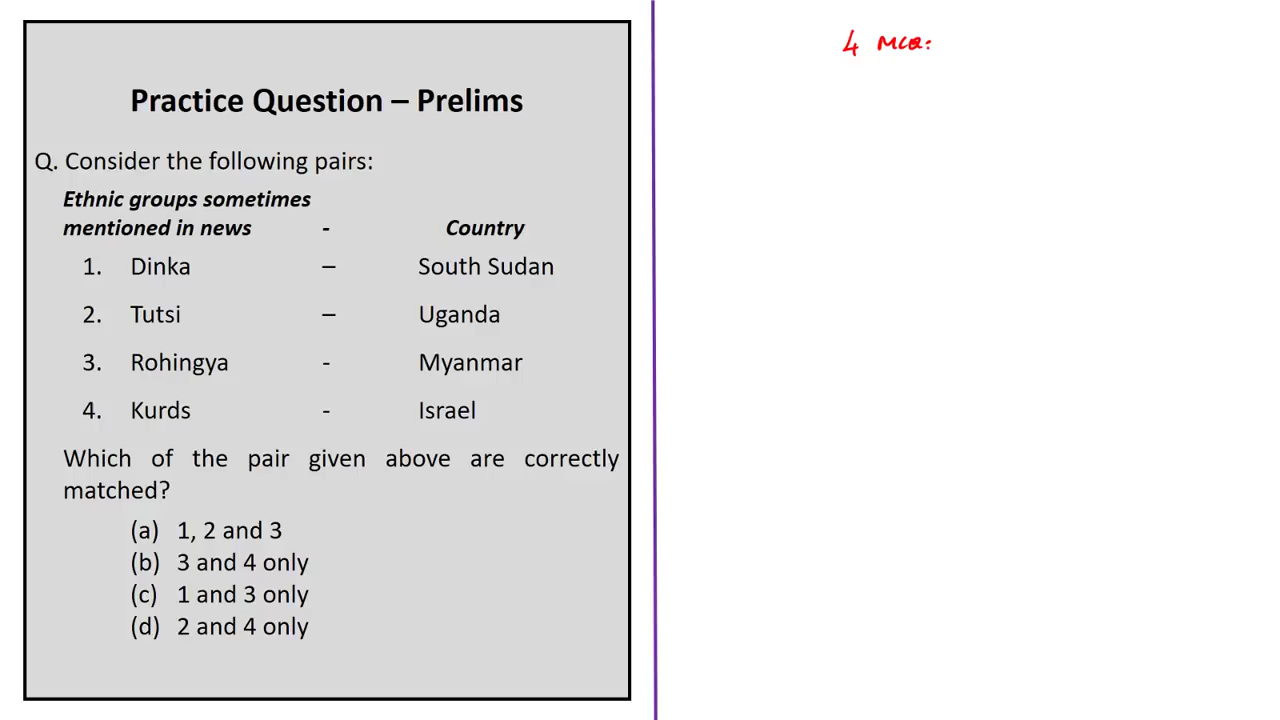 Practice Question – Prelims
Q. Consider the following pairs:
Ethnic groups sometimes
mentioned in news - Country
1. Dinka – South Sudan
2. Tutsi – Uganda
3. Rohingya - Myanmar
4. Kurds - Israel
Which of the pair given above are correctly
matched?
(a) 1, 2 and 3
(b) 3 and 4 only
(c) 1 and 3 only
(d) 2 and 4 only
4 MCQ: